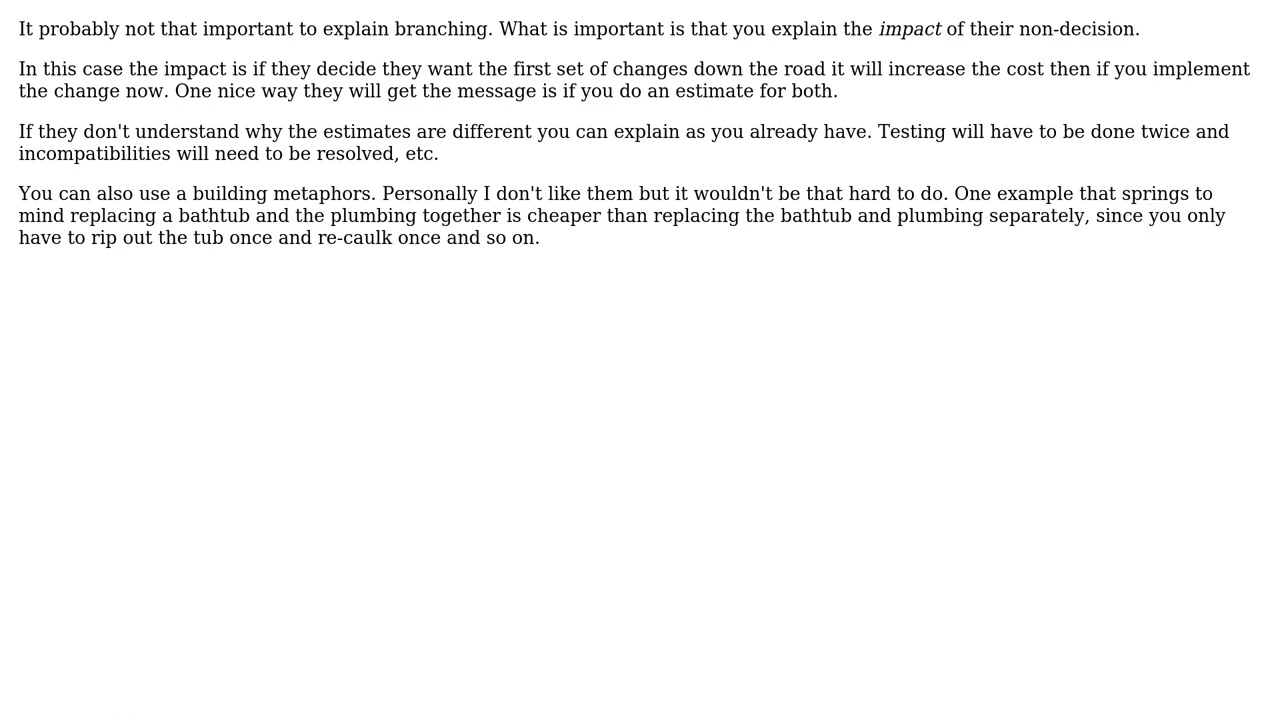 It probably not that important to explain branching. What is important is that you explain the impact of their non-decision.
In this case the impact is if they decide they want the first set of changes down the road it will increase the cost then if you implement
the change now. One nice way they will get the message is if you do an estimate for both.
If they don't understand why the estimates are different you can explain as you already have. Testing will have to be done twice and
incompatibilities will need to be resolved, etc.
You can also use a building metaphors. Personally I don't like them but it wouldn't be that hard to do. One example that springs to
mind replacing a bathtub and the plumbing together is cheaper than replacing the bathtub and plumbing separately, since you only
have to rip out the tub once and re-caulk once and so on.